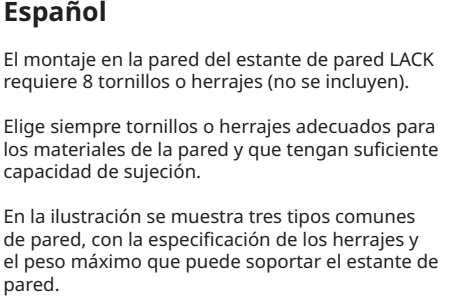 Español
El montaje en la pared del estante de pared LACK
requiere 8 tornillos o herrajes (no se incluyen).
Elige siempre tornillos o herrajes adecuados para
los materiales de la pared y que tengan suficiente
capacidad de sujeción.
En la ilustración se muestra tres tipos comunes
de pared, con la especificación de los herrajes y
el peso máximo que puede soportar el estante de
pared.